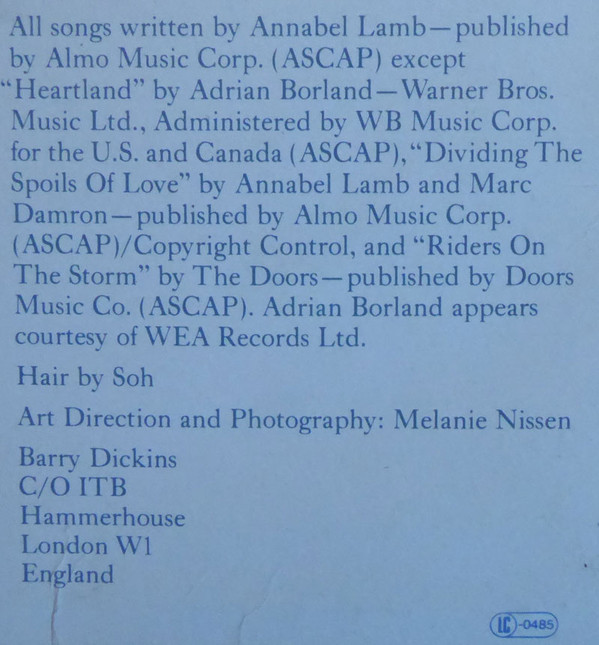 All songs written by Annabel Lamb—published
by Almo Music Corp. (ASCAP) except
“Heartland” by Adrian Borland—Warner Bros.
Music Ltd., Administered by WB Music Corp.
for the U.S. and Canada (ASCAP),“Dividing The
Spoils Of Love” by Annabel Lamb and Marc
Damron—published by Almo Music Corp.
(ASCAP)/Copyright Control, and “Riders On
The Storm” by The Doors—published by Doors
Music Co. (ASCAP). Adrian Borland appears
courtesy of WEA Records Ltd.
Hair by Soh
Art Direction and Photography: Melanie Nissen
Barry Dickins
C/O ITB
Hammerhouse
London W1
England
LC-0485